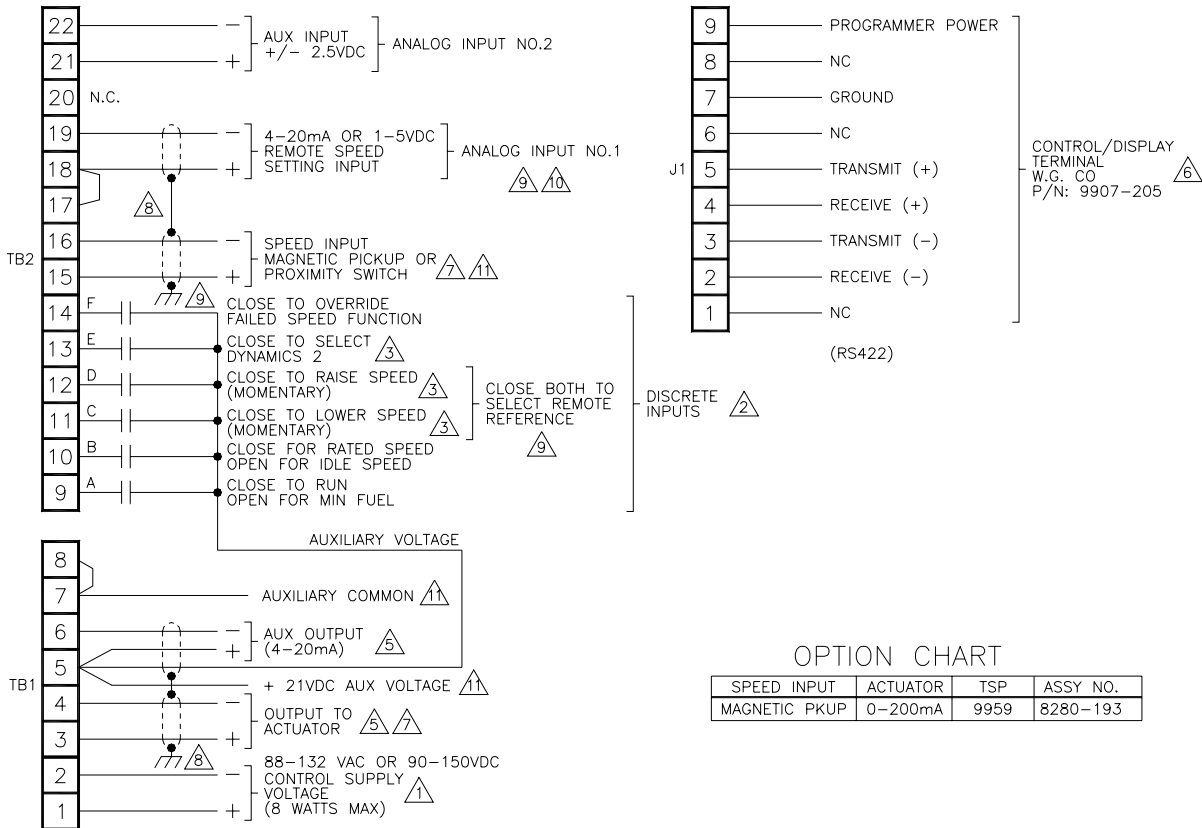 22 − AUX INPUT ANALOG INPUT NO.2
21 + +/− 2.5VDC
20 N.C.
19 − 4−20mA OR 1−5VDC
REMOTE SPEED ANALOG INPUT NO.1
18 + SETTING INPUT
9 10
17
8
16 − SPEED INPUT
MAGNETIC PICKUP OR 7 11
TB2
15 + PROXIMITY SWITCH
9
14 F CLOSE TO OVERRIDE
FAILED SPEED FUNCTION
13 E CLOSE TO SELECT
DYNAMICS 2 3
12 D CLOSE TO RAISE SPEED 3
(MOMENTARY)
11 C CLOSE TO LOWER SPEED 3
(MOMENTARY)
CLOSE BOTH TO
SELECT REMOTE
REFERENCE
9
DISCRETE
INPUTS 2
10 B CLOSE FOR RATED SPEED
OPEN FOR IDLE SPEED
9 A CLOSE TO RUN
OPEN FOR MIN FUEL
AUXILIARY VOLTAGE
8
7 AUXILIARY COMMON 11
6 − AUX OUTPUT
+ (4−20mA) 5
5
TB1
+ 21VDC AUX VOLTAGE 11
4 − OUTPUT TO
ACTUATOR 5 7
3 +
8
88−132 VAC OR 90−150VDC
2 − CONTROL SUPPLY
VOLTAGE 1
1 + (8 WATTS MAX)
9 PROGRAMMER POWER
8 NC
7 GROUND
6 NC
J1
5 TRANSMIT (+)
4 RECEIVE (+)
3 TRANSMIT (−)
2 RECEIVE (−)
1 NC
(RS422)
CONTROL/DISPLAY
TERMINAL
W.G. CO
P/N: 9907−205
6
OPTION CHART
SPEED INPUT ACTUATOR TSP ASSY NO.
MAGNETIC PKUP 0−200mA 9959 8280−193